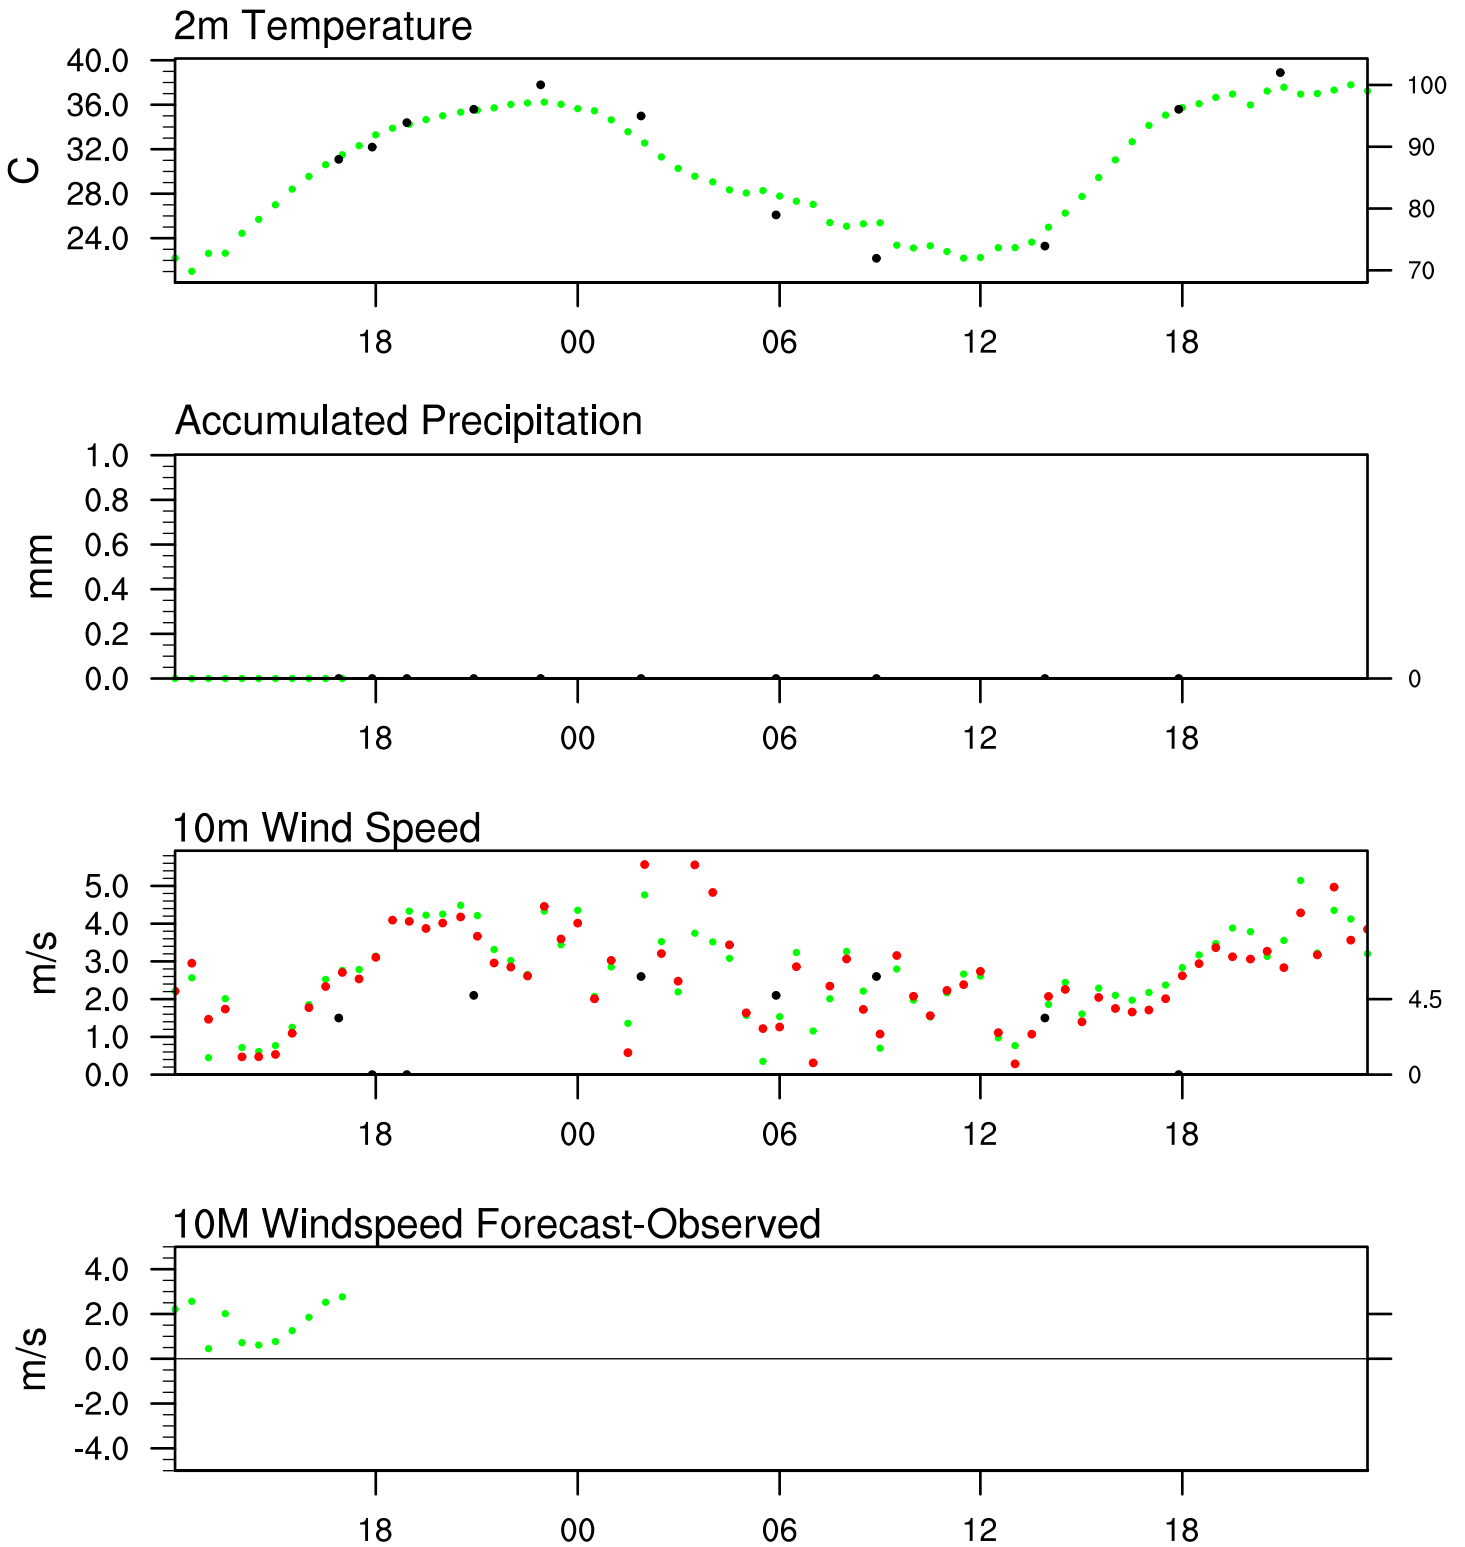 2m Temperature
40.0
36.0
32.0
28.0
24.0
C
100
90
80
70
18 00 06 12 18
Accumulated Precipitation
1.0
0.8
0.6
0.4
0.2
0.0
mm
0
18 00 06 12 18
10m Wind Speed
5.0
4.0
3.0
2.0
1.0
0.0
m/s
4.5
0
18 00 06 12 18
10M Windspeed Forecast-Observed
4.0
2.0
0.0
-2.0
-4.0
m/s
18 00 06 12 18